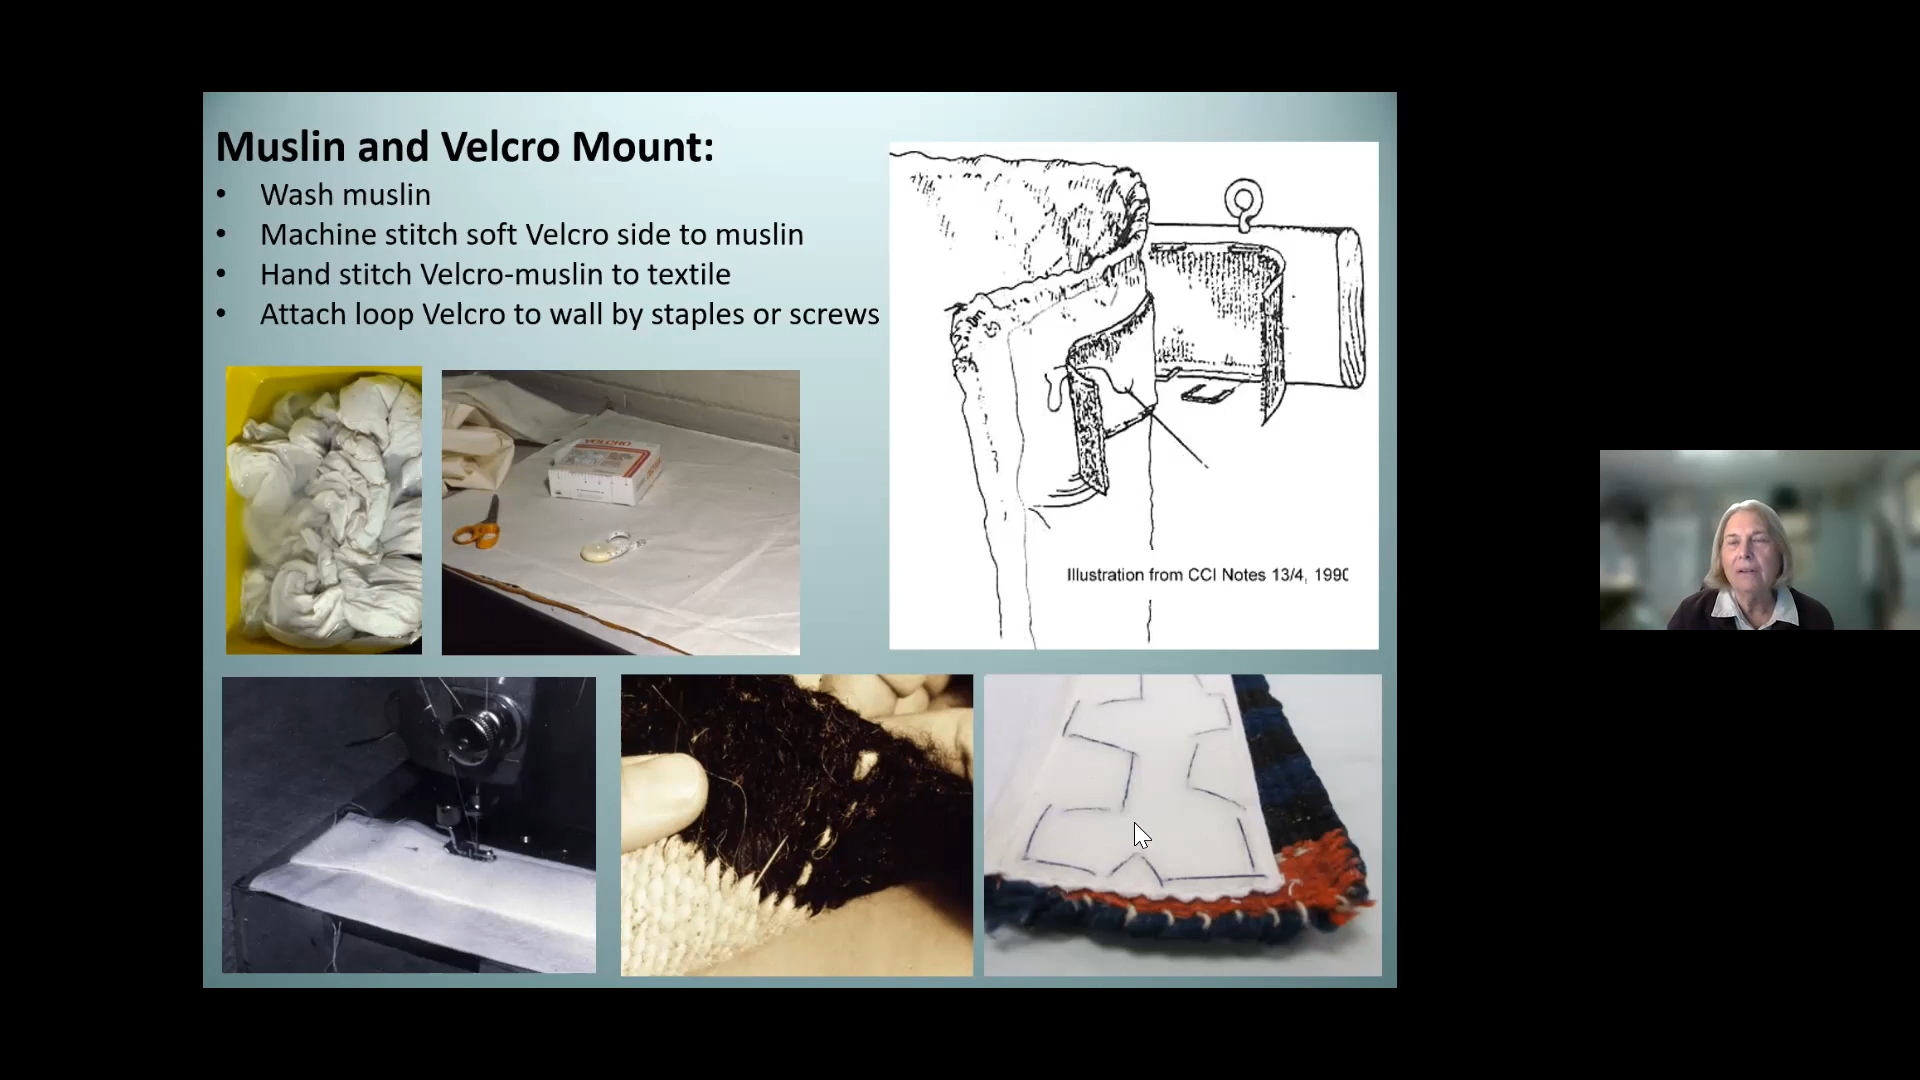 Muslin and Velcro Mount:
• Wash muslin
• Machine stitch soft Velcro side to muslin
• Hand stitch Velcro-muslin to textile
• Attach loop Velcro to wall by staples or screws
VELCRO
Illustration from CCI Notes 13/4, 1990